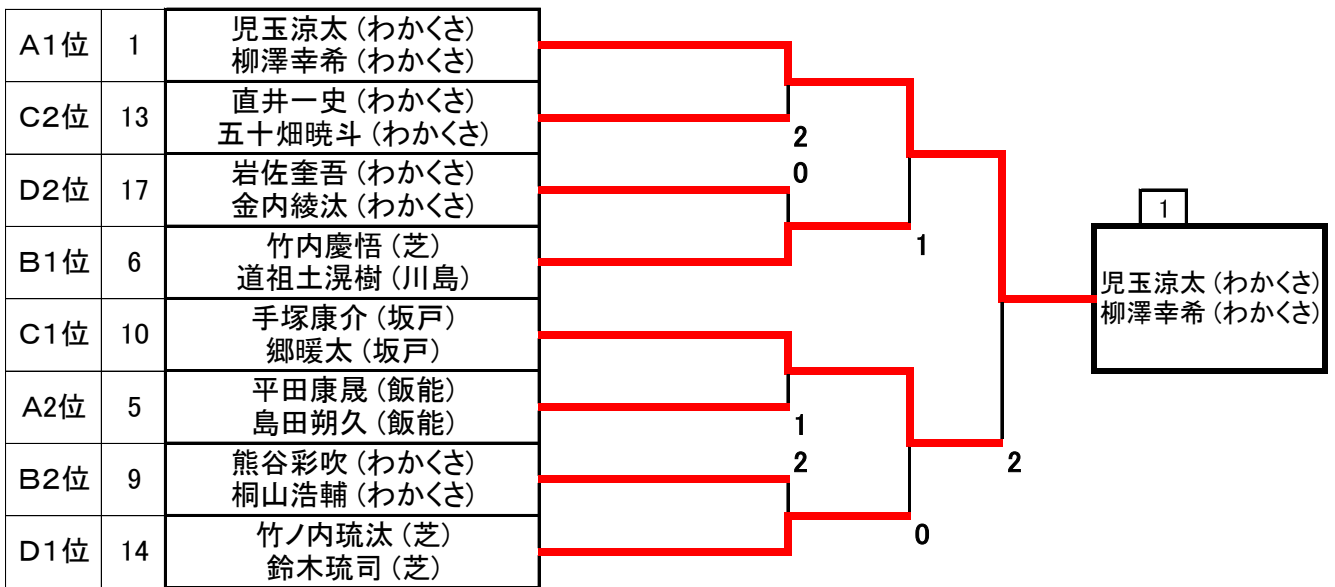 A1位 1 児玉涼太 (わかくさ)
柳澤幸希 (わかくさ)
C2位 13 直井一史 (わかくさ)
五十畑暁斗 (わかくさ)
2
D2位 17 岩佐奎吾 (わかくさ)
金内綾汰 (わかくさ)
0
B1位 6 竹内慶悟 (芝)
道祖土滉樹 (川島)
1
C1位 10 手塚康介 (坂戸)
郷暖太 (坂戸)
A2位 5 平田康晟 (飯能)
島田朔久 (飯能)
1
B2位 9 熊谷彩吹 (わかくさ)
桐山浩輔 (わかくさ)
2
2
D1位 14 竹ノ内琉汰 (芝)
鈴木琉司 (芝)
0
1
児玉涼太 (わかくさ)
柳澤幸希 (わかくさ)